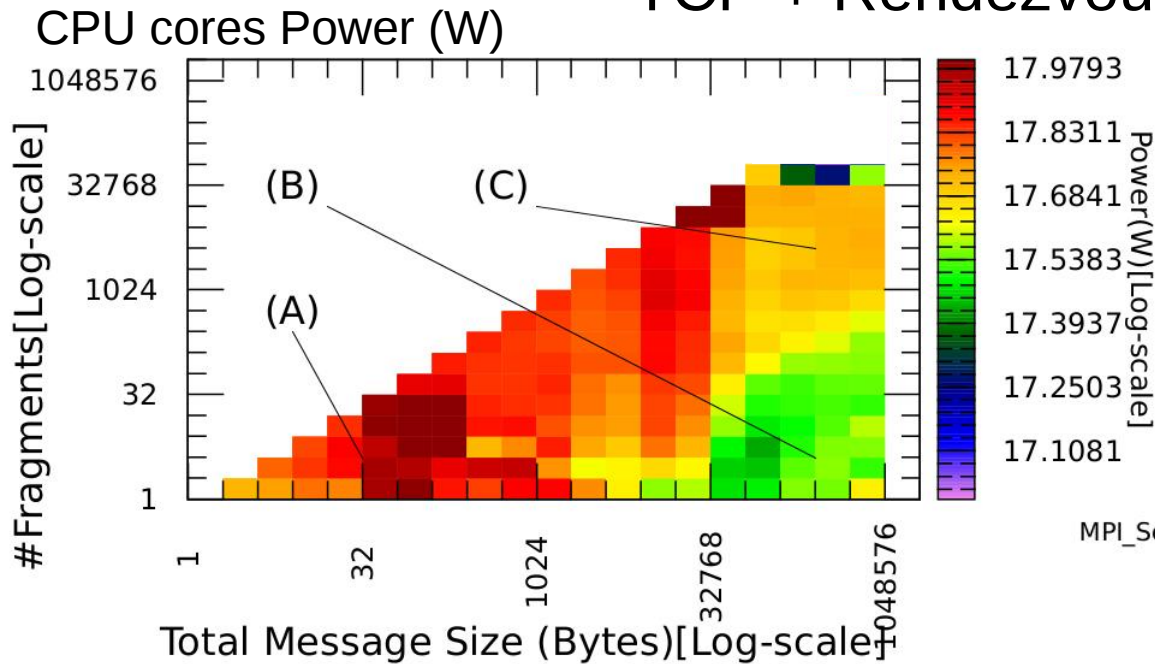 CPU cores Power (W)
1048576
32768
1024
32
1
#Fragments[Log-scale]
(A)
(B)
(C)
17.9793
17.8311
17.6841
17.5383
17.3937
17.2503
17.1081
Power(W)[Log-scale]
1
32
1024
32768
1048576
Total Message Size (Bytes)[Log-scale]